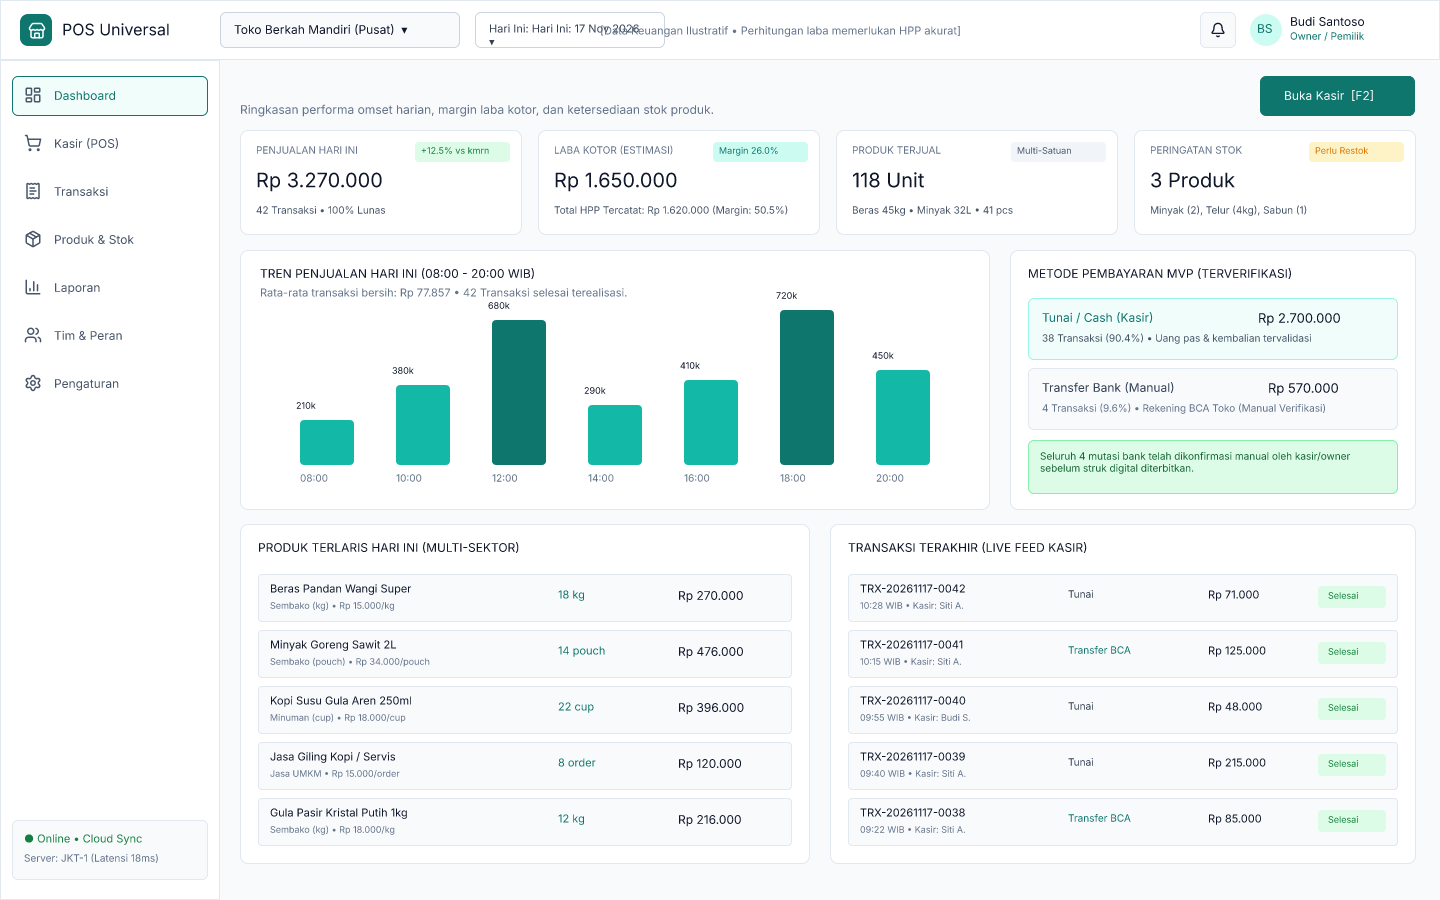 POS Universal
Toko Berkah Mandiri (Pusat) ▼
Hari Ini: Hari Ini: 17 Nov 2026
▼
Keuangan Ilustratif • Perhitungan laba memerlukan HPP akurat]
BS
Budi Santoso
Owner / Pemilik
Dashboard
Kasir (POS)
Transaksi
Produk & Stok
Laporan
Tim & Peran
Pengaturan
Online • Cloud Sync
Server: JKT-1 (Latensi 18ms)
Ringkasan performa omset harian, margin laba kotor, dan ketersediaan stok produk.
Buka Kasir [F2]
PENJUALAN HARI INI
+12.5% vs kmrn
Rp 3.270.000
42 Transaksi • 100% Lunas
LABA KOTOR (ESTIMASI)
Margin 26.0%
Rp 1.650.000
Total HPP Tercatat: Rp 1.620.000 (Margin: 50.5%)
PRODUK TERJUAL
Multi-Satuan
118 Unit
Beras 45kg • Minyak 32L • 41 pcs
PERINGATAN STOK
Perlu Restok
3 Produk
Minyak (2), Telur (4kg), Sabun (1)
TREN PENJUALAN HARI INI (08:00 - 20:00 WIB)
Rata-rata transaksi bersih: Rp 77.857 • 42 Transaksi selesai terealisasi.
210k
380k
680k
290k
410k
720k
450k
08:00
10:00
12:00
14:00
16:00
18:00
20:00
METODE PEMBAYARAN MVP (TERVERIFIKASI)
Tunai / Cash (Kasir)
Rp 2.700.000
38 Transaksi (90.4%) • Uang pas & kembalian tervalidasi
Transfer Bank (Manual)
Rp 570.000
4 Transaksi (9.6%) • Rekening BCA Toko (Manual Verifikasi)
Seluruh 4 mutasi bank telah dikonfirmasi manual oleh kasir/owner
sebelum struk digital diterbitkan.
PRODUK TERLARIS HARI INI (MULTI-SEKTOR)
Beras Pandan Wangi Super
Sembako (kg) • Rp 15.000/kg
18 kg
Rp 270.000
Minyak Goreng Sawit 2L
Sembako (pouch) • Rp 34.000/pouch
14 pouch
Rp 476.000
Kopi Susu Gula Aren 250ml
Minuman (cup) • Rp 18.000/cup
22 cup
Rp 396.000
Jasa Giling Kopi / Servis
Jasa UMKM • Rp 15.000/order
8 order
Rp 120.000
Gula Pasir Kristal Putih 1kg
Sembako (kg) • Rp 18.000/kg
12 kg
Rp 216.000
TRANSAKSI TERAKHIR (LIVE FEED KASIR)
TRX-20261117-0042
10:28 WIB • Kasir: Siti A.
Tunai
Rp 71.000
Selesai
TRX-20261117-0041
10:15 WIB • Kasir: Siti A.
Transfer BCA
Rp 125.000
Selesai
TRX-20261117-0040
09:55 WIB • Kasir: Budi S.
Tunai
Rp 48.000
Selesai
TRX-20261117-0039
09:40 WIB • Kasir: Siti A.
Tunai
Rp 215.000
Selesai
TRX-20261117-0038
09:22 WIB • Kasir: Siti A.
Transfer BCA
Rp 85.000
Selesai